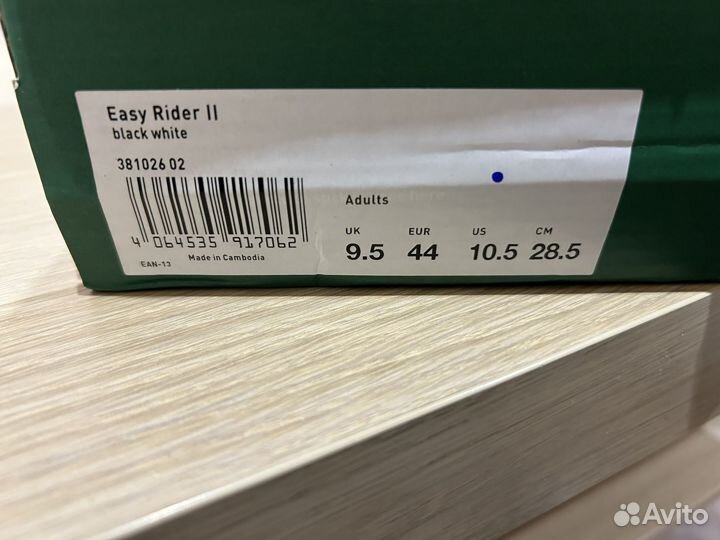 Easy Rider II
black white
381026 02
4 064535 917062
EAN-13 Made in Cambodia
Adults
UK EUR US CM
9.5 44 10.5 28.5
Avito